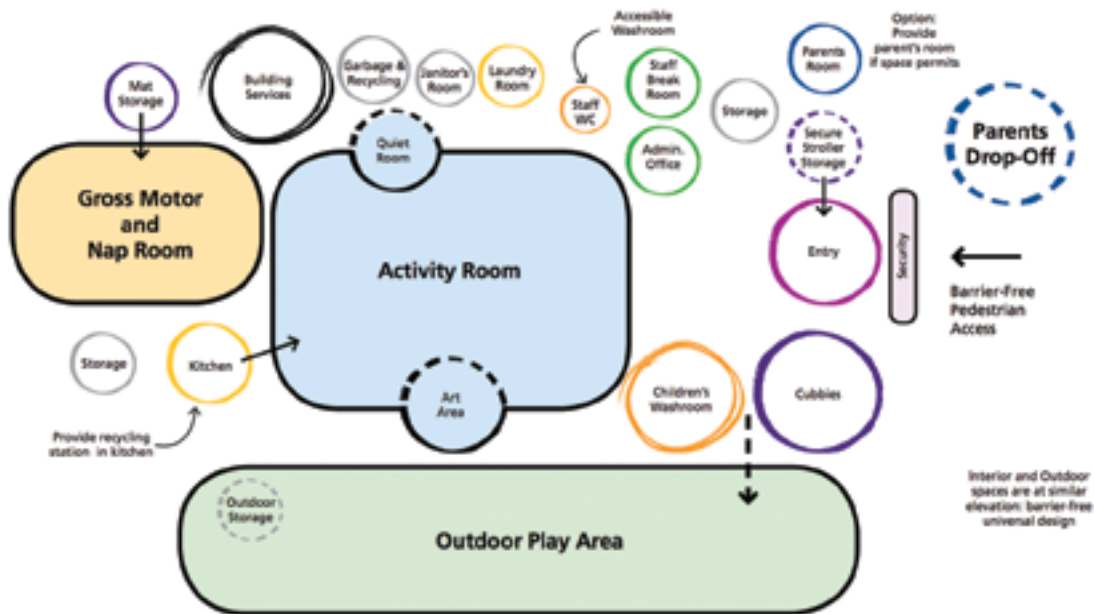 Accessible
Washroom
Option:
Provide
parent's room
if space permits
Mat
Storage
Building
Services
Garbage &
Recycling
Janitor's
Room
Laundry
Room
Staff
WC
Staff
Break
Room
Storage
Parents
Room
Parents
Drop-Off
Quiet
Room
Admin.
Office
Secure
Stroller
Storage
Gross Motor
and
Nap Room
Activity Room
Entry
Security
Barrier-Free
Pedestrian
Access
Storage
Kitchen
Art
Area
Children's
Washroom
Cubbies
Provide recycling
station in kitchen
Outdoor
Storage
Outdoor Play Area
Interior and Outdoor
spaces are at similar
elevation: barrier-free
universal design